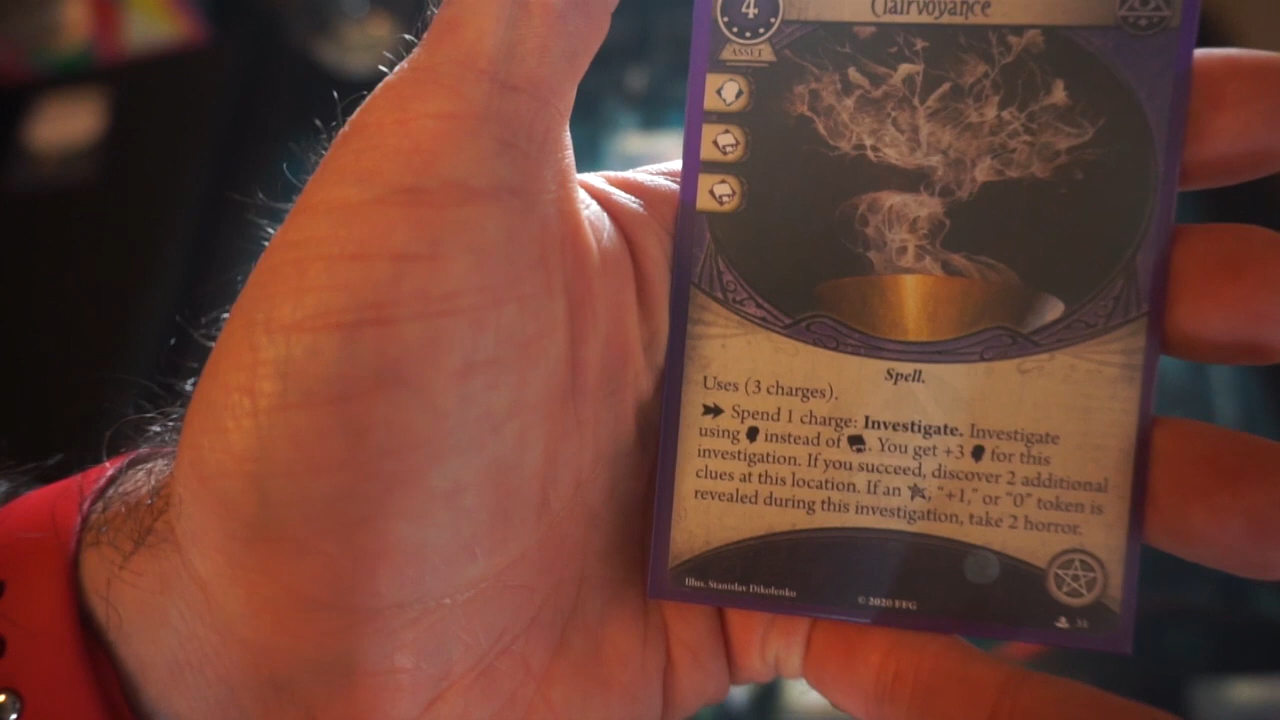 4
Clairvoyance
ASSET
Spell.
Uses (3 charges).
Spend 1 charge: Investigate. Investigate
using instead of . You get +3 for this
investigation. If you succeed, discover 2 additional
clues at this location. If an , "+1," or "0" token is
revealed during this investigation, take 2 horror.
Illus. Stanislav Dikolenko
© 2020 FFG
31